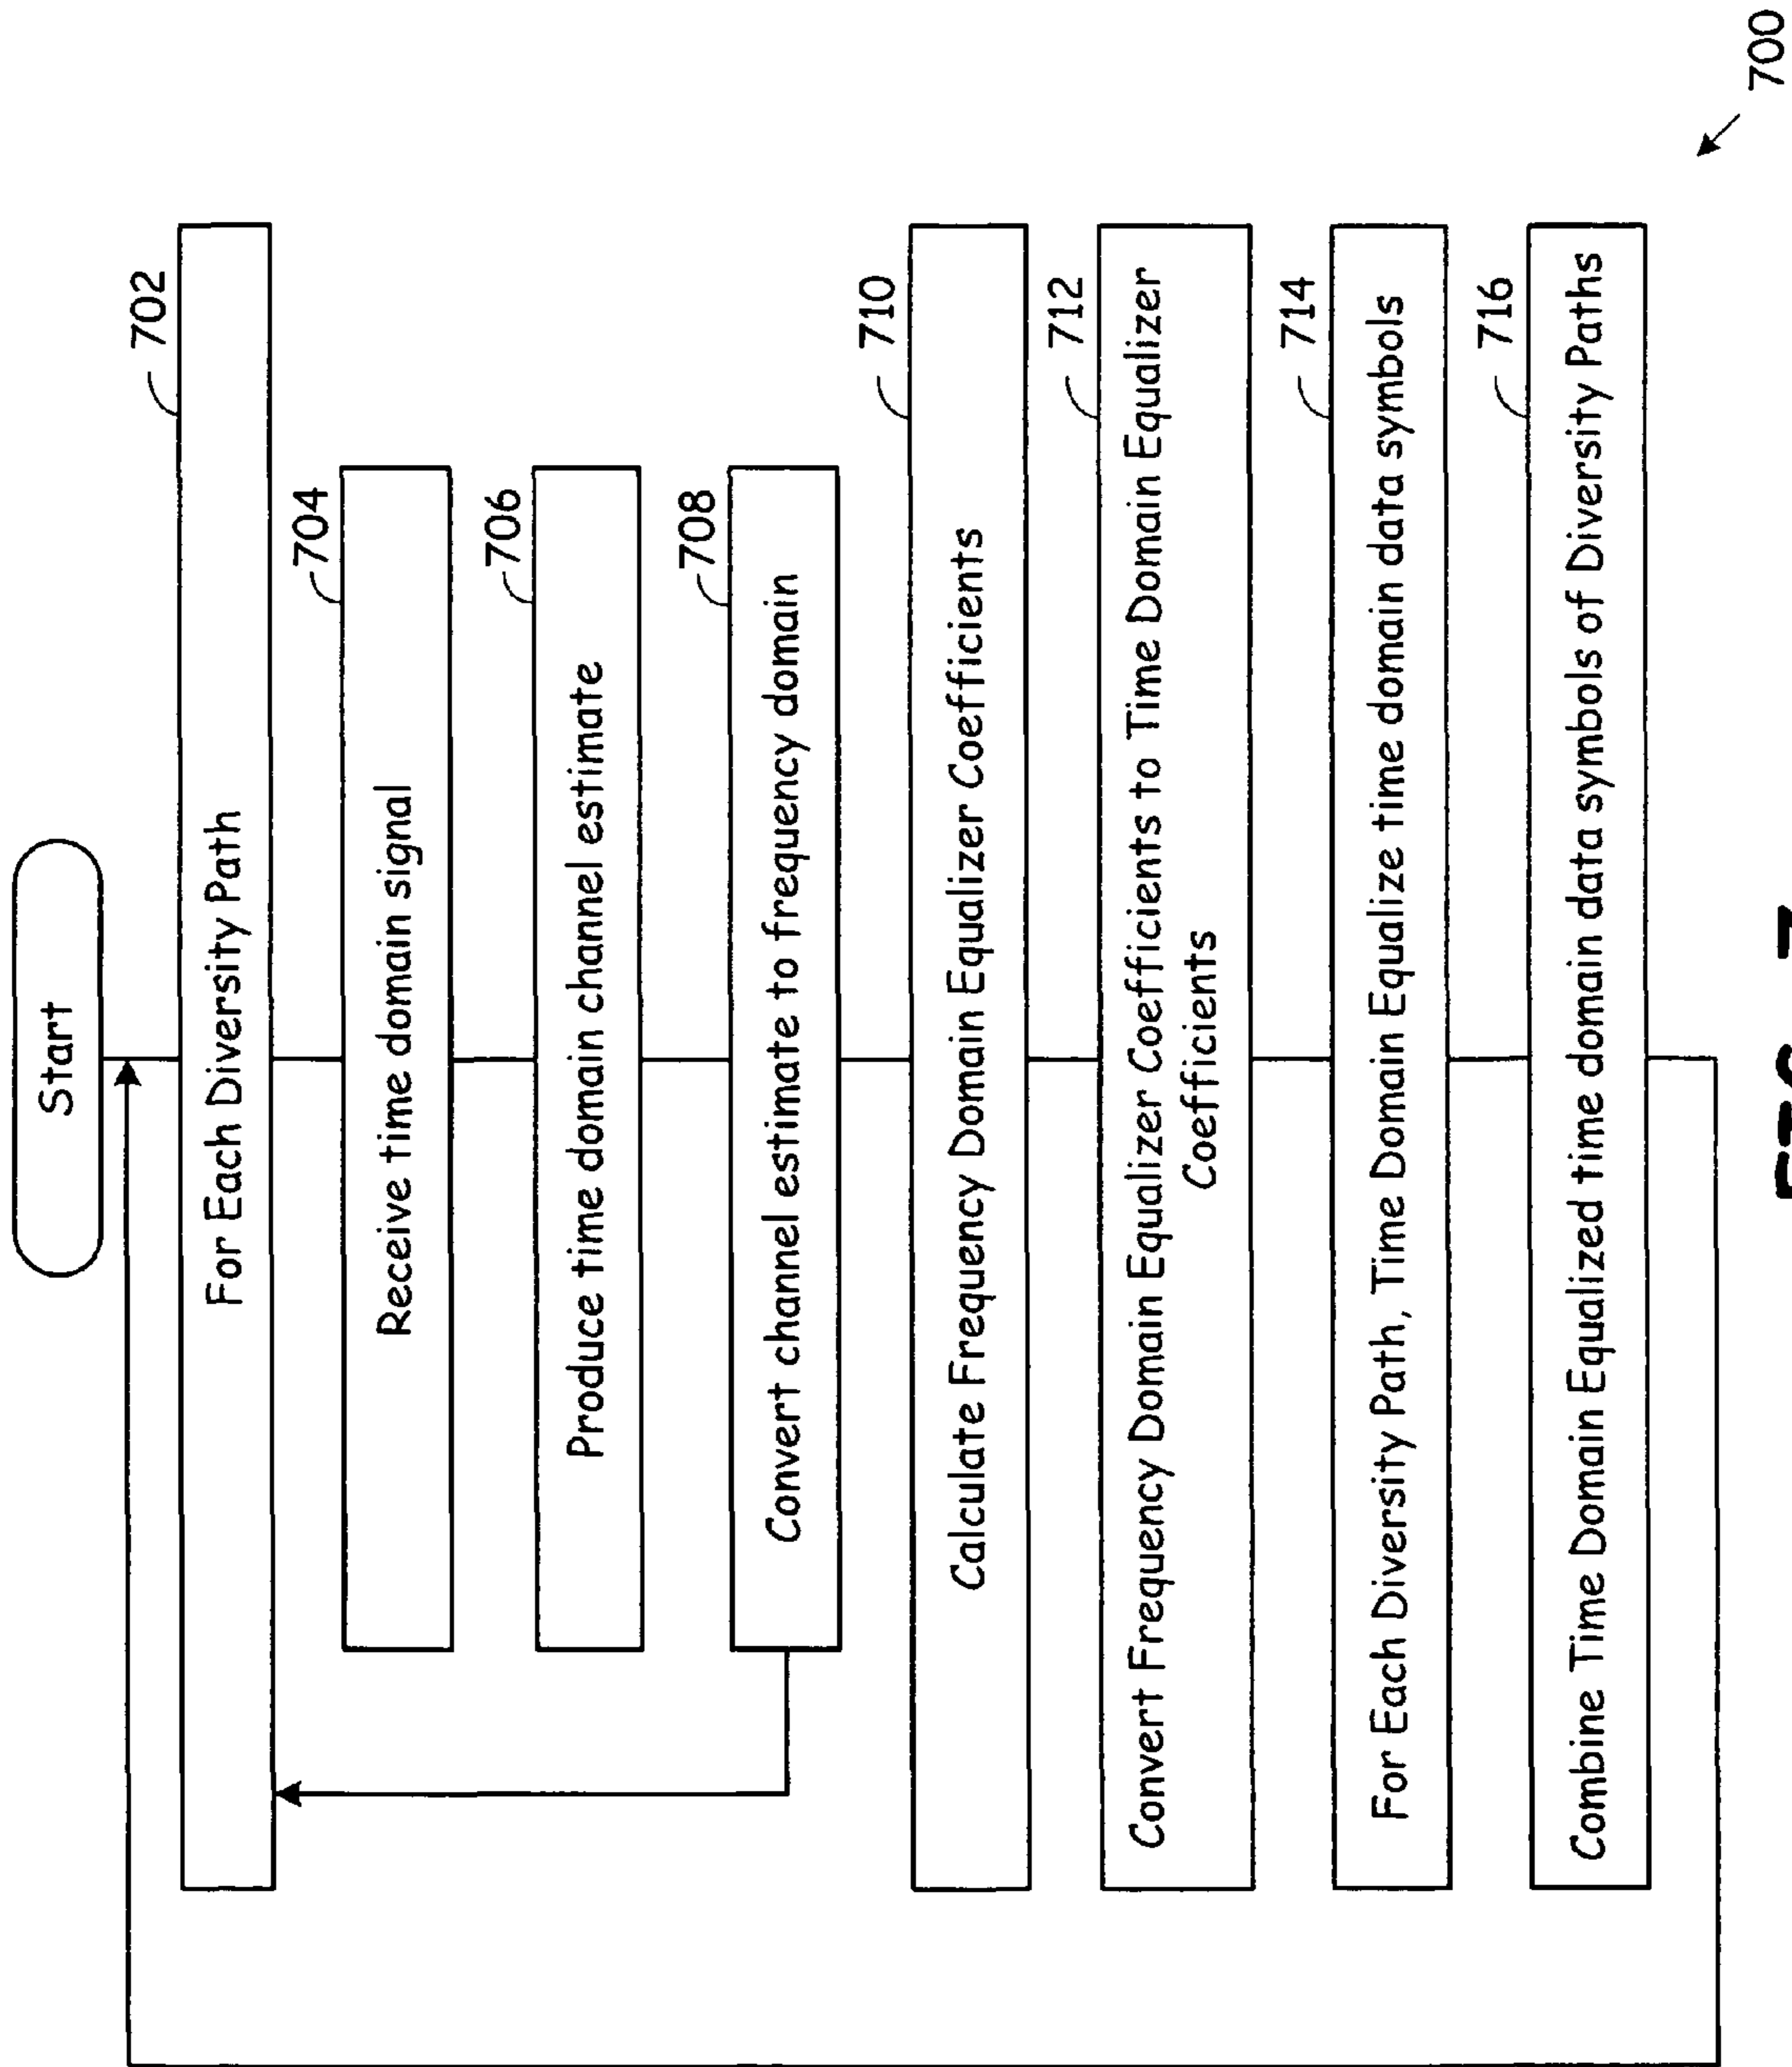 Start
702
For Each Diversity Path
704
Receive time domain signal
706
Produce time domain channel estimate
708
Convert channel estimate to frequency domain
710
Calculate Frequency Domain Equalizer Coefficients
712
Convert Frequency Domain Equalizer Coefficients to Time Domain Equalizer
Coefficients
714
For Each Diversity Path, Time Domain Equalize time domain data symbols
716
Combine Time Domain Equalized time domain data symbols of Diversity Paths
700